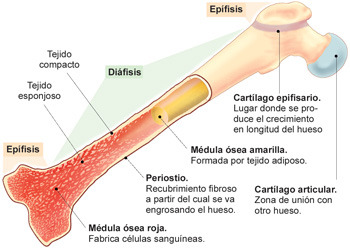 Epífisis
Tejido
compacto
Diáfisis
Tejido
esponjoso
Cartílago epifisario.
Lugar donde se pro-
duce el crecimiento
en longitud del hueso
Epífisis
Médula ósea amarilla.
Formada por tejido adiposo.
Periostio.
Recubrimiento fibroso
a partir del cual se va
engrosando el hueso.
Cartílago articular.
Zona de unión con
otro hueso.
Médula ósea roja.
Fabrica células sanguíneas.